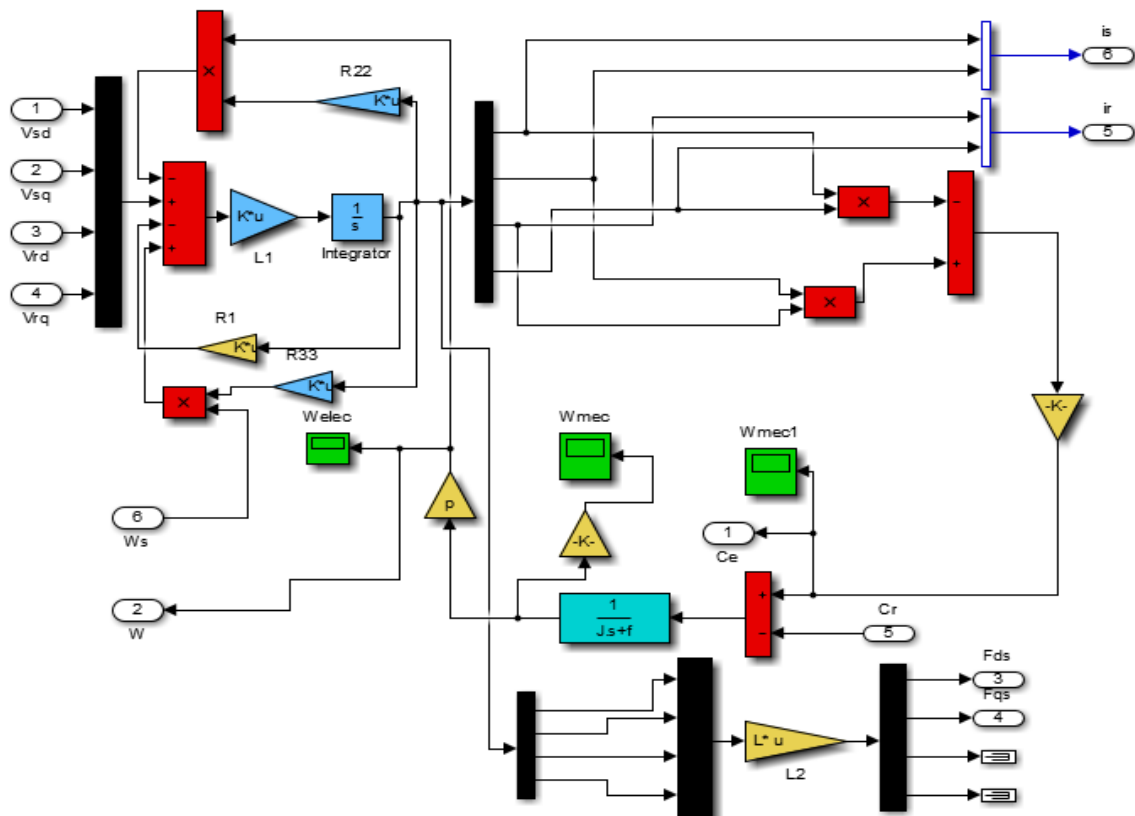 is
6
ir
5
R22
K*u
×
1
Vsd
2
Vsq
3
Vrd
4
Vrq
−
+
−
+
K*u
L1
1
s
Integrator
×
−
+
×
R1
K*u
R33
K*u
×
Welec
Wmec
Wmec1
-K-
p
-K-
6
Ws
1
Ce
2
W
1
J.s+f
+
−
Cr
5
Fds
3
Fqs
4
L* u
L2